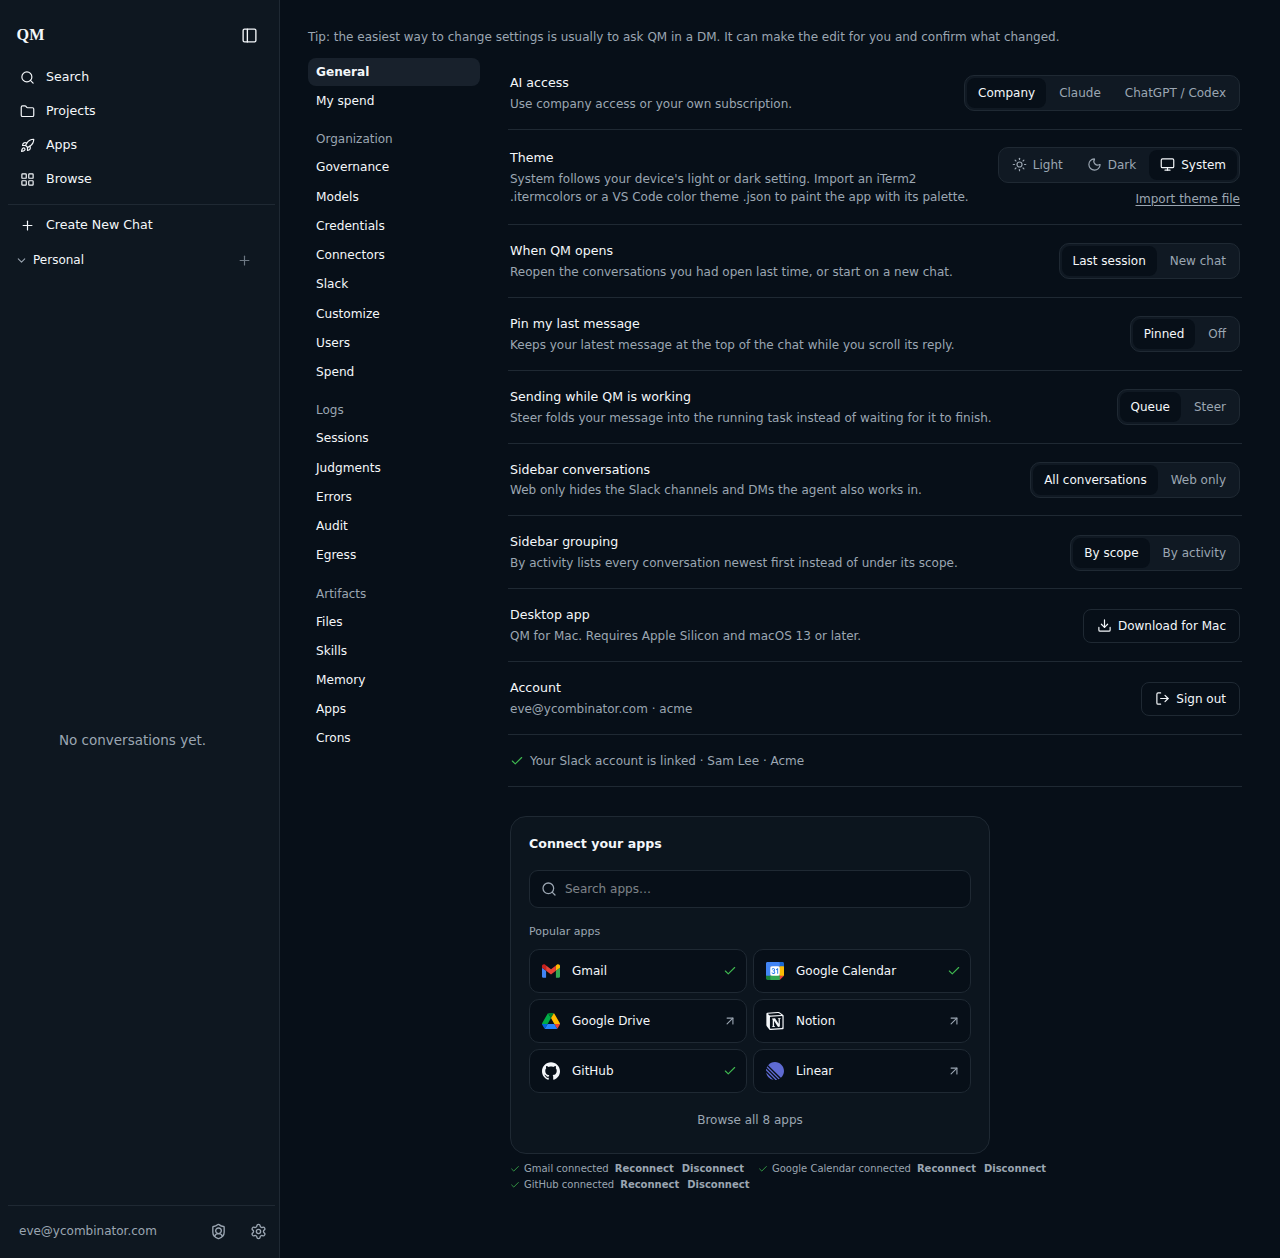 QM
Search
Projects
Apps
Browse
Create New Chat
Personal
No conversations yet.
eve@ycombinator.com
Tip: the easiest way to change settings is usually to ask QM in a DM. It can make the edit for you and confirm what changed.
General
My spend
Organization
Governance
Models
Credentials
Connectors
Slack
Customize
Users
Spend
Logs
Sessions
Judgments
Errors
Audit
Egress
Artifacts
Files
Skills
Memory
Apps
Crons
AI access
Use company access or your own subscription.
Company Claude ChatGPT / Codex
Theme
System follows your device's light or dark setting. Import an iTerm2
.itermcolors or a VS Code color theme .json to paint the app with its palette.
Light Dark System
Import theme file
When QM opens
Reopen the conversations you had open last time, or start on a new chat.
Last session New chat
Pin my last message
Keeps your latest message at the top of the chat while you scroll its reply.
Pinned Off
Sending while QM is working
Steer folds your message into the running task instead of waiting for it to finish.
Queue Steer
Sidebar conversations
Web only hides the Slack channels and DMs the agent also works in.
All conversations Web only
Sidebar grouping
By activity lists every conversation newest first instead of under its scope.
By scope By activity
Desktop app
QM for Mac. Requires Apple Silicon and macOS 13 or later.
Download for Mac
Account
eve@ycombinator.com · acme
Sign out
Your Slack account is linked · Sam Lee · Acme
Connect your apps
Search apps...
Popular apps
Gmail
31
Google Calendar
Google Drive
Notion
GitHub
Linear
Browse all 8 apps
Gmail connected Reconnect Disconnect Google Calendar connected Reconnect Disconnect
GitHub connected Reconnect Disconnect